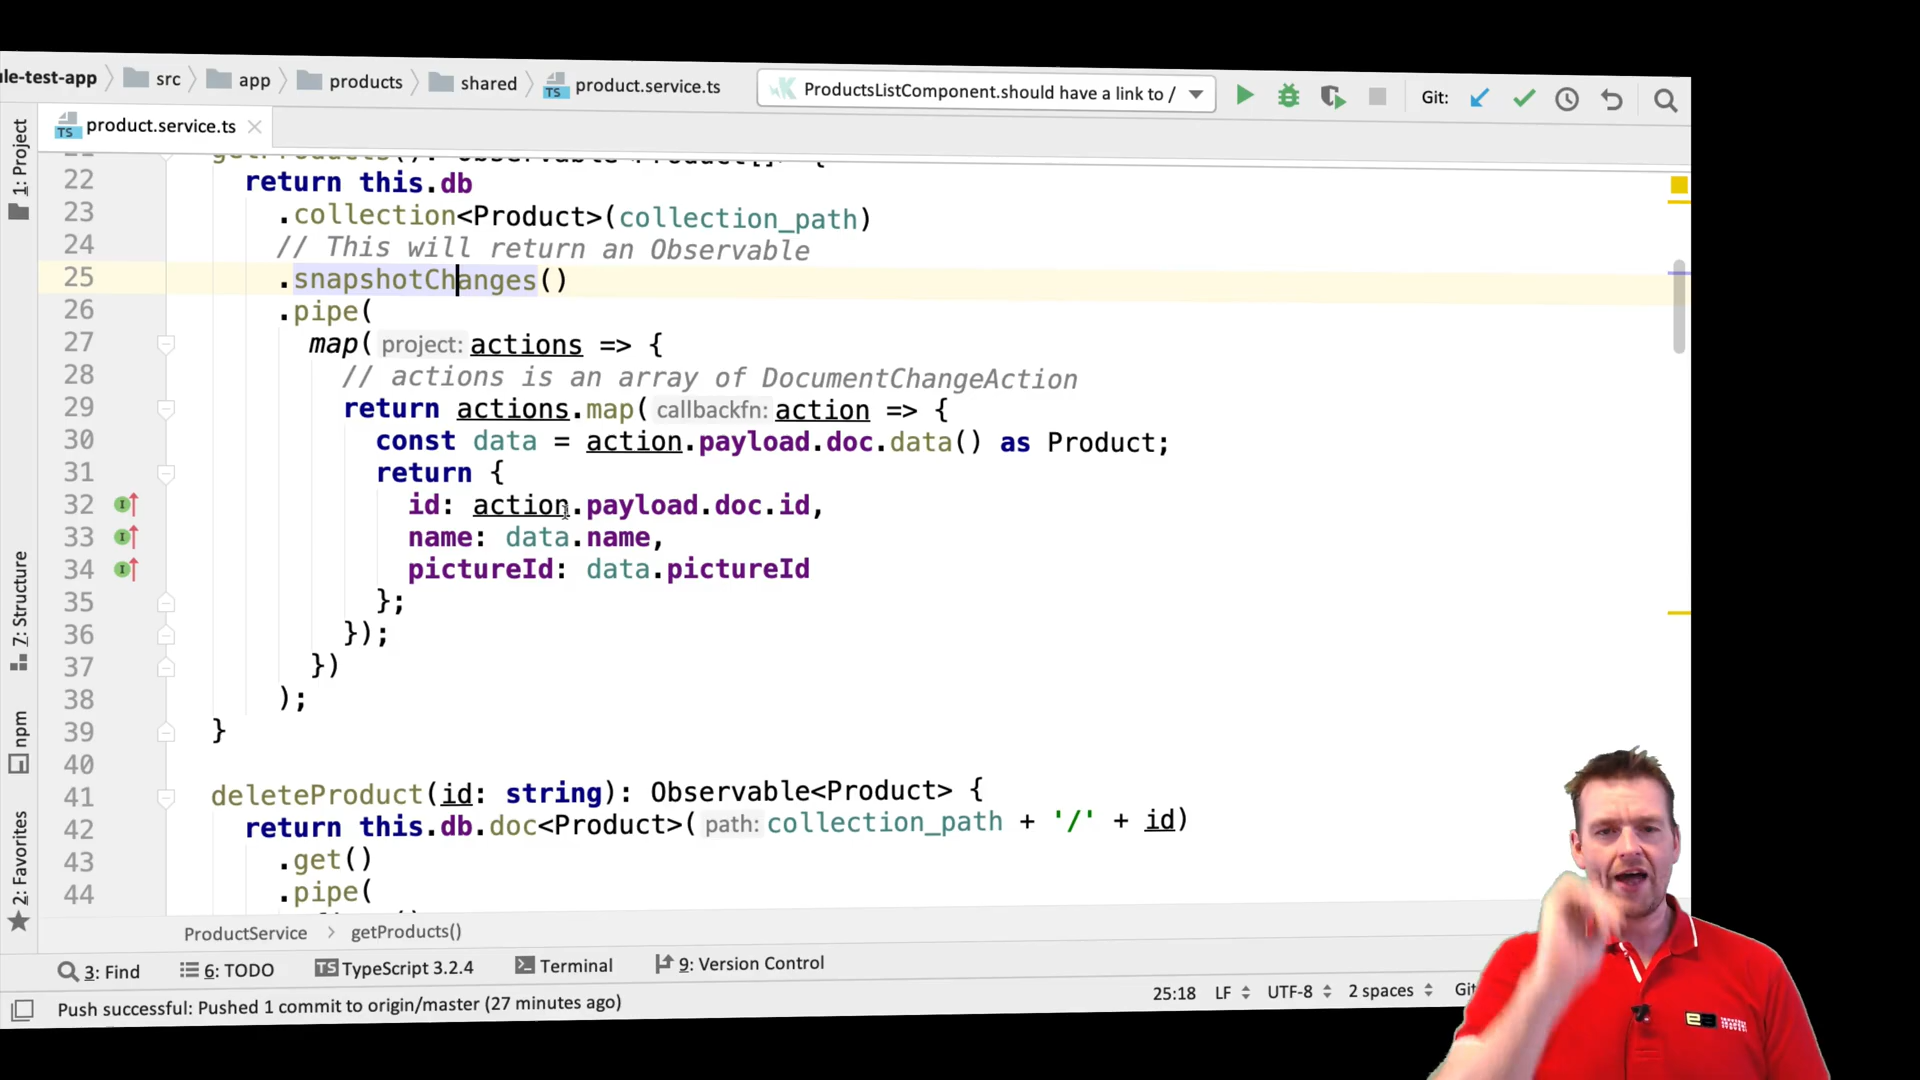 le-test-app
src
app
products
shared
product.service.ts
ProductsListComponent.should have a link to /
Git:
product.service.ts
1: Project
7: Structure
npm
2: Favorites
getProducts(): Observable<Product[]> {
22 return this.db
23 .collection<Product>(collection_path)
24 // This will return an Observable
25 .snapshotChanges()
26 .pipe(
27 map( project: actions => {
28 // actions is an array of DocumentChangeAction
29 return actions.map( callbackfn: action => {
30 const data = action.payload.doc.data() as Product;
31 return {
32 id: action.payload.doc.id,
33 name: data.name,
34 pictureId: data.pictureId
35 };
36 });
37 })
38 );
39 }
40
41 deleteProduct(id: string): Observable<Product> {
42 return this.db.doc<Product>( path: collection_path + '/' + id)
43 .get()
44 .pipe(
ProductService > getProducts()
3: Find
6: TODO
TypeScript 3.2.4
Terminal
9: Version Control
Push successful: Pushed 1 commit to origin/master (27 minutes ago)
25:18
LF
UTF-8
2 spaces
Git